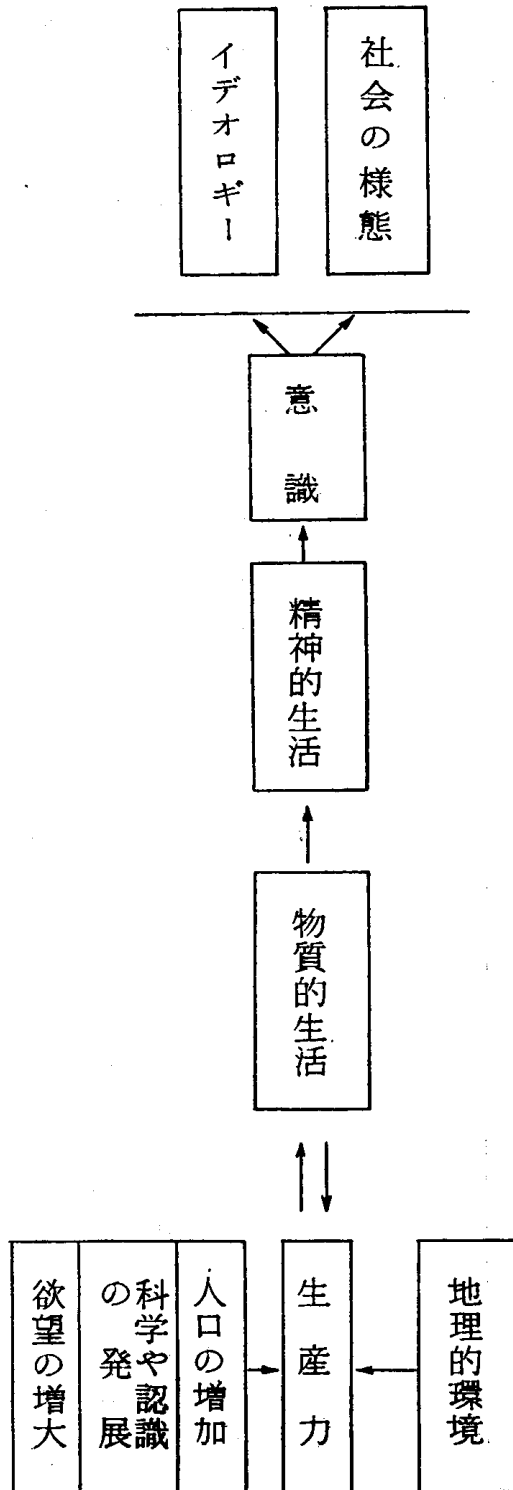 社会の様態
イデオロギー
意識
精神的生活
物質的生活
地理的環境
生産力
人口の増加
科学や認識
の発展
欲望の増大